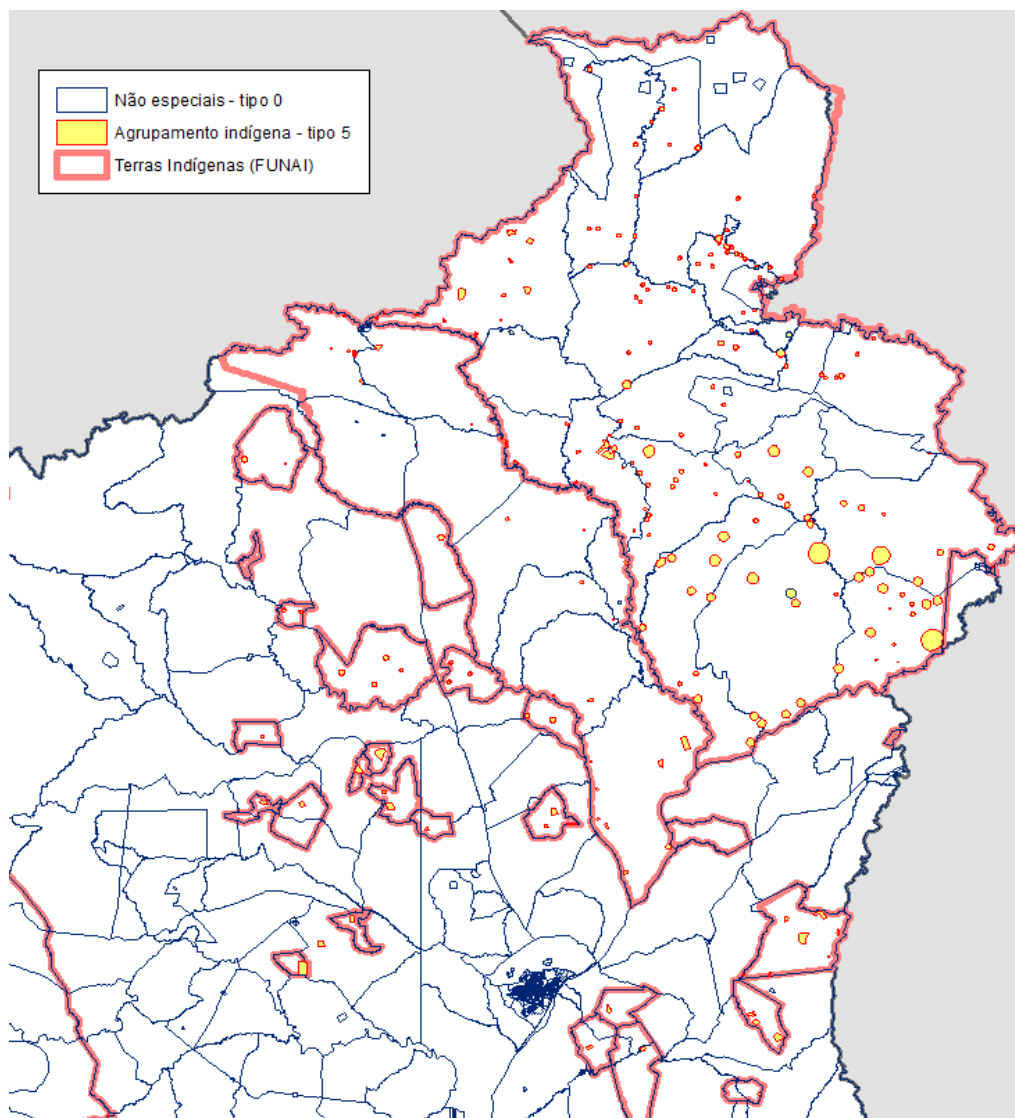 Não especiais - tipo 0
Agrupamento indígena - tipo 5
Terras Indígenas (FUNAI)